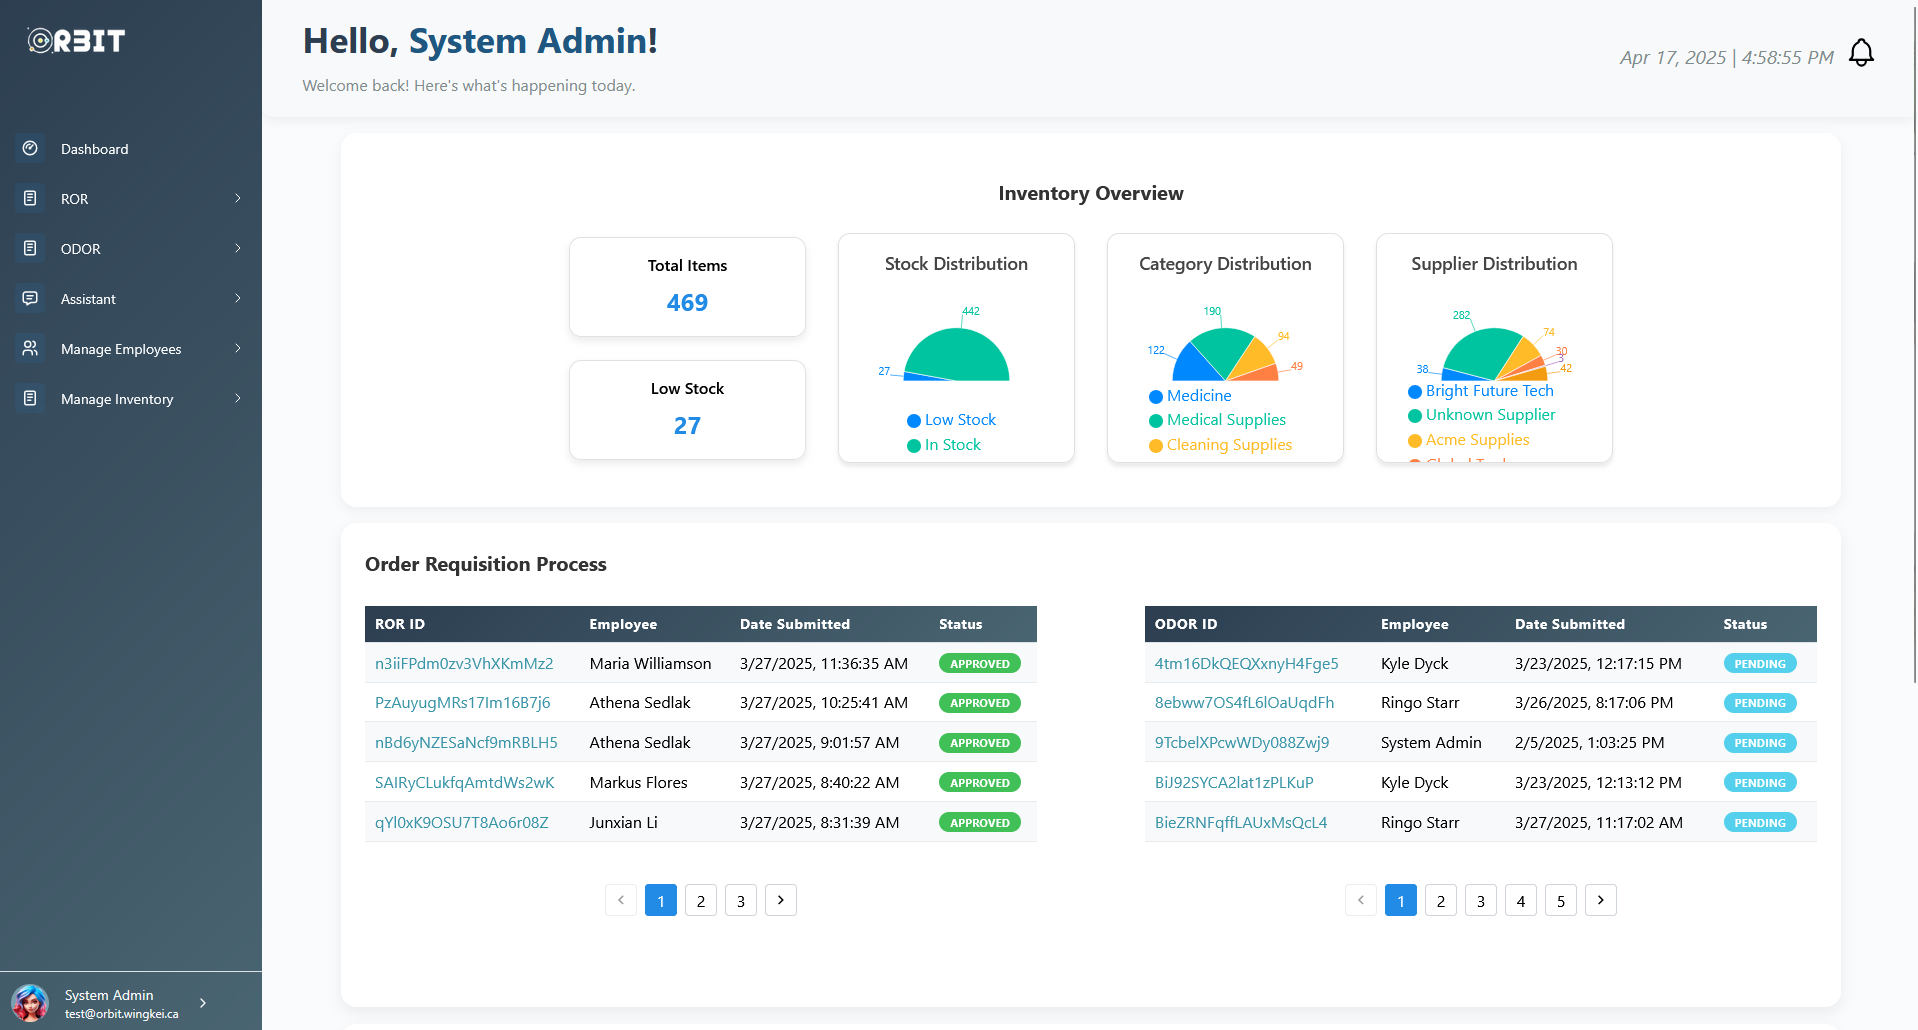 ORBIT
Dashboard
ROR
ODOR
Assistant
Manage Employees
Manage Inventory
System Admin
test@orbit.wingkei.ca
Hello, System Admin!
Welcome back! Here's what's happening today.
Apr 17, 2025 | 4:58:55 PM
Inventory Overview
Total Items
469
Low Stock
27
Stock Distribution
442
27
Low Stock
In Stock
Category Distribution
190
94
122
49
Medicine
Medical Supplies
Cleaning Supplies
Supplier Distribution
282
74
30
3
38
42
Bright Future Tech
Unknown Supplier
Acme Supplies
Order Requisition Process
ROR ID Employee Date Submitted Status
n3iiFPdm0zv3VhXKmMz2 Maria Williamson 3/27/2025, 11:36:35 AM APPROVED
PzAuyugMRs17Im16B7j6 Athena Sedlak 3/27/2025, 10:25:41 AM APPROVED
nBd6yNZESaNcf9mRBLH5 Athena Sedlak 3/27/2025, 9:01:57 AM APPROVED
SAIRyCLukfqAmtdWs2wK Markus Flores 3/27/2025, 8:40:22 AM APPROVED
qYl0xK9OSU7T8Ao6r08Z Junxian Li 3/27/2025, 8:31:39 AM APPROVED
1 2 3
ODOR ID Employee Date Submitted Status
4tm16DkQEQXxnyH4Fge5 Kyle Dyck 3/23/2025, 12:17:15 PM PENDING
8ebww7OS4fL6lOaUqdFh Ringo Starr 3/26/2025, 8:17:06 PM PENDING
9TcbelXPcwWDy088Zwj9 System Admin 2/5/2025, 1:03:25 PM PENDING
BiJ92SYCA2lat1zPLKuP Kyle Dyck 3/23/2025, 12:13:12 PM PENDING
BieZRNFqffLAUxMsQcL4 Ringo Starr 3/27/2025, 11:17:02 AM PENDING
1 2 3 4 5